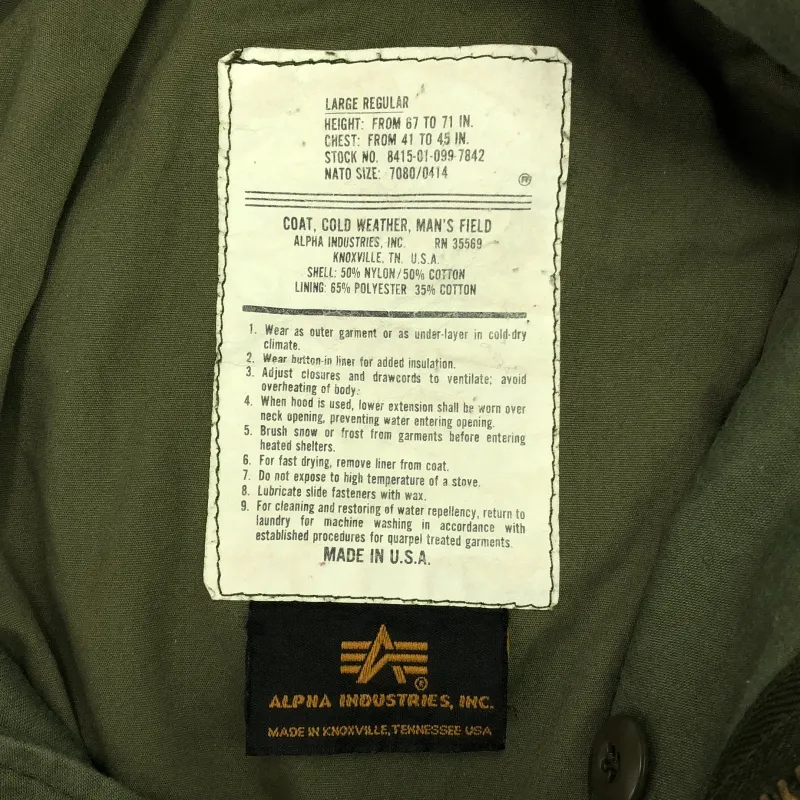 LARGE REGULAR
HEIGHT: FROM 67 TO 71 IN.
CHEST: FROM 41 TO 45 IN.
STOCK NO. 8415-01-099-7842
NATO SIZE: 7080/0414
®
COAT, COLD WEATHER, MAN'S FIELD
ALPHA INDUSTRIES, INC. RN 35569
KNOXVILLE, TN. U.S.A.
SHELL: 50% NYLON/50% COTTON
LINING: 65% POLYESTER 35% COTTON
1. Wear as outer garment or as under-layer in cold-dry
climate.
2. Wear button-in liner for added insulation.
3. Adjust closures and drawcords to ventilate; avoid
overheating of body.
4. When hood is used, lower extension shall be worn over
neck opening, preventing water entering opening.
5. Brush snow or frost from garments before entering
heated shelters.
6. For fast drying, remove liner from coat.
7. Do not expose to high temperature of a stove.
8. Lubricate slide fasteners with wax.
9. For cleaning and restoring of water repellency, return to
laundry for machine washing in accordance with
established procedures for quarpel treated garments.
MADE IN U.S.A.
®
ALPHA INDUSTRIES, INC.
MADE IN KNOXVILLE, TENNESSEE USA